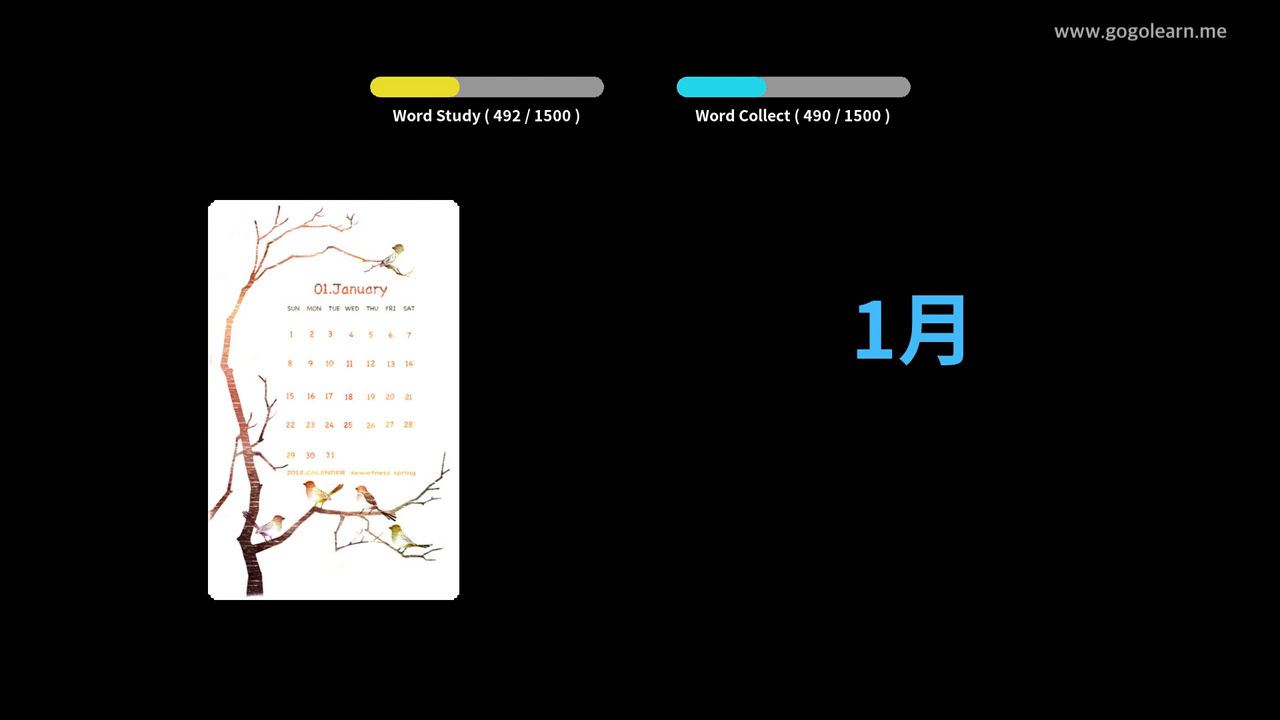 www.gogolearn.me
Word Study ( 492 / 1500 )
Word Collect ( 490 / 1500 )
01.January
SUN MON TUE WED THU FRI SAT
1 2 3 4 5 6 7
8 9 10 11 12 13 14
15 16 17 18 19 20 21
22 23 24 25 26 27 28
29 30 31
CALENDER spring
1月